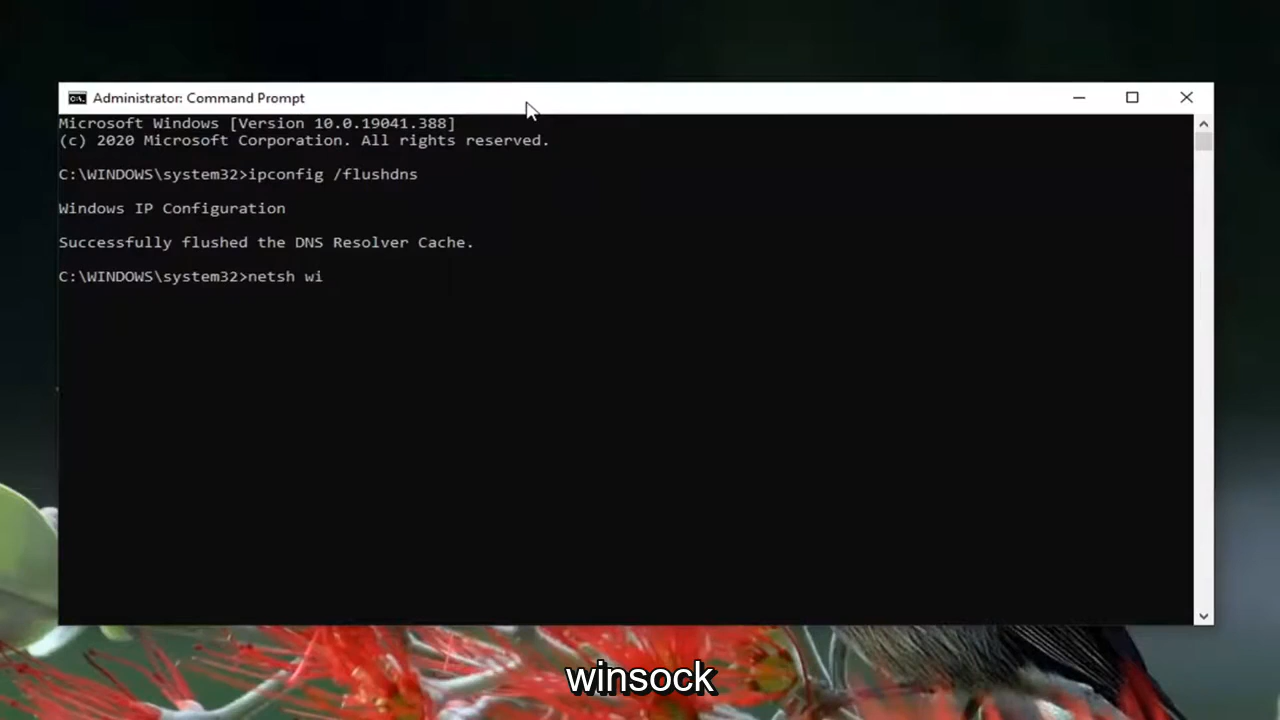 Administrator: Command Prompt
Microsoft Windows [Version 10.0.19041.388]
(c) 2020 Microsoft Corporation. All rights reserved.
C:\WINDOWS\system32>ipconfig /flushdns
Windows IP Configuration
Successfully flushed the DNS Resolver Cache.
C:\WINDOWS\system32>netsh wi
winsock